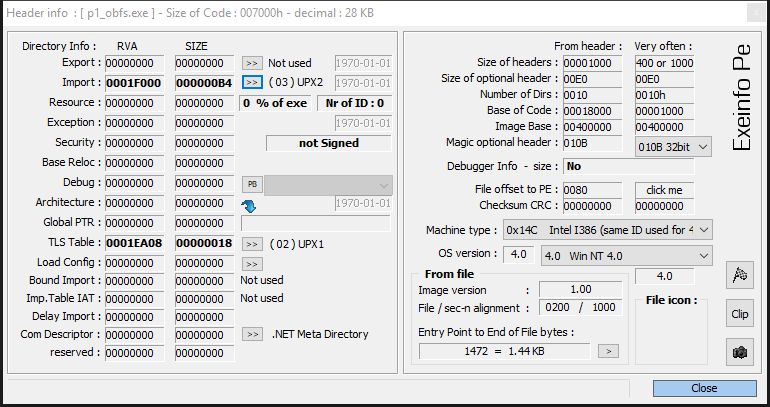 Header info : [ p1_obfs.exe ] - Size of Code : 007000h - decimal : 28 KB
Directory Info : RVA SIZE
Export : 00000000 00000000 >> Not used 1970-01-01
Import : 0001F000 000000B4 >> ( 03 ) UPX2 1970-01-01
Resource : 00000000 00000000 0 % of exe Nr of ID : 0
Exception : 00000000 00000000 1970-01-01
Security : 00000000 00000000 not Signed
Base Reloc : 00000000 00000000
Debug : 00000000 00000000 PB
Architecture : 00000000 00000000 1970-01-01
Global PTR : 00000000 00000000
TLS Table : 0001EA08 00000018 >> ( 02 ) UPX1
Load Config : 00000000 00000000 >>
Bound Import : 00000000 00000000 Not used
Imp.Table IAT : 00000000 00000000 Not used
Delay Import : 00000000 00000000
Com Descriptor : 00000000 00000000 >> .NET Meta Directory
reserved : 00000000 00000000
From header : Very often :
Size of headers : 00001000 400 or 1000
Size of optional header : 00E0 00E0
Number of Dirs : 0010 0010h
Base of Code : 00018000 00001000
Image Base : 00400000 00400000
Magic optional header : 010B 010B 32bit
Debugger Info - size : No
File offset to PE : 0080 click me
Checksum CRC : 00000000 00000000
Machine type : 0x14C Intel I386 (same ID used for 4
OS version : 4.0 4.0 Win NT 4.0
From file 4.0
Image version : 1.00
File / sec-n alignment : 0200 / 1000
Entry Point to End of File bytes :
1472 = 1.44 KB >
File icon :
Exeinfo Pe
Clip
Close